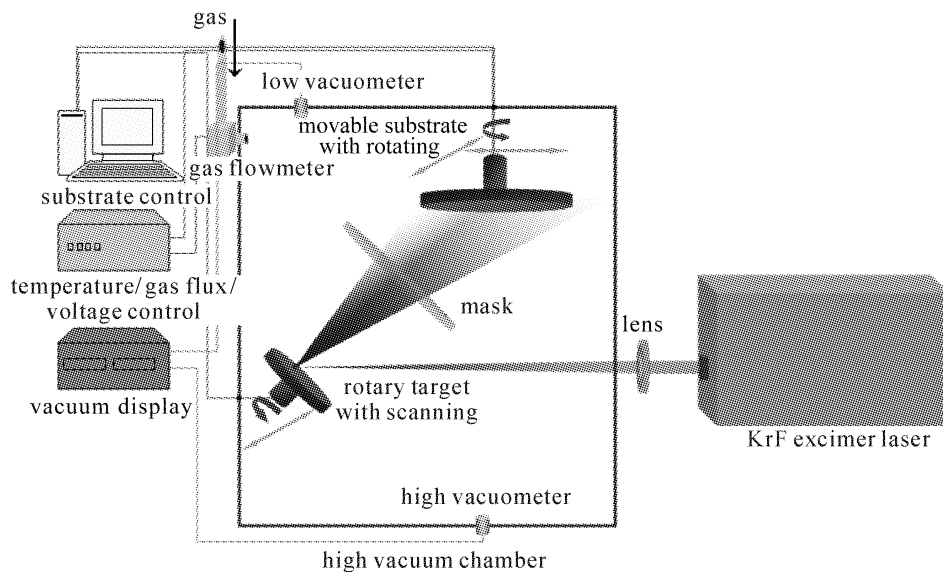 gas
low vacuometer
movable substrate
with rotating
gas flowmeter
substrate control
temperature/gas flux/
voltage control
mask
lens
rotary target
with scanning
vacuum display
KrF excimer laser
high vacuometer
high vacuum chamber